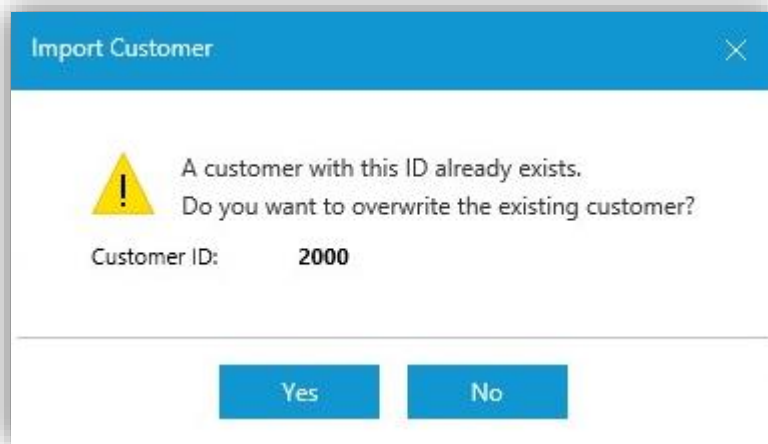 Import Customer
A customer with this ID already exists.
Do you want to overwrite the existing customer?
Customer ID: 2000
Yes No